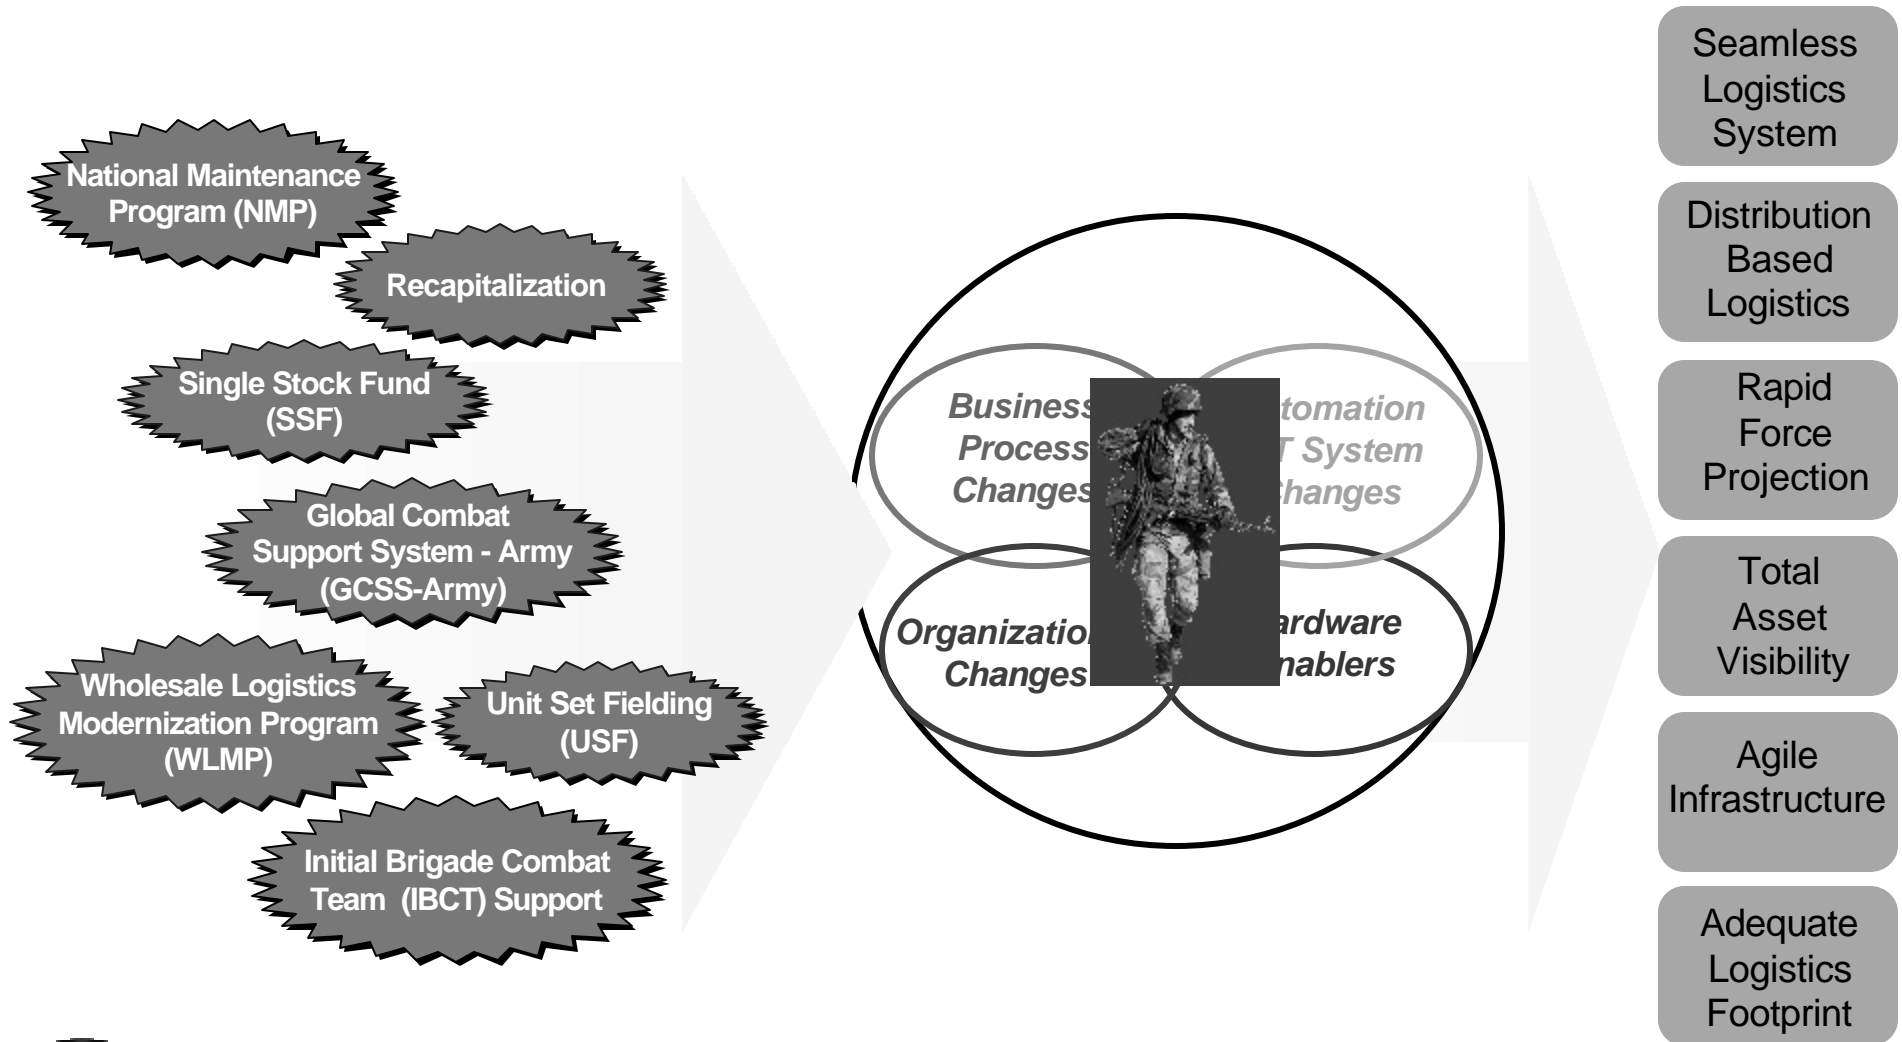 National Maintenance
Program (NMP)
Recapitalization
Single Stock Fund
(SSF)
Global Combat
Support System - Army
(GCSS-Army)
Wholesale Logistics
Modernization Program
(WLMP)
Unit Set Fielding
(USF)
Initial Brigade Combat
Team (IBCT) Support
Business
Process
Changes
System
Changes
Seamless
Logistics
System
Distribution
Based
Logistics
Rapid
Force
Projection
Total
Asset
Visibility
Agile
Infrastructure
Adequate
Logistics
Footprint